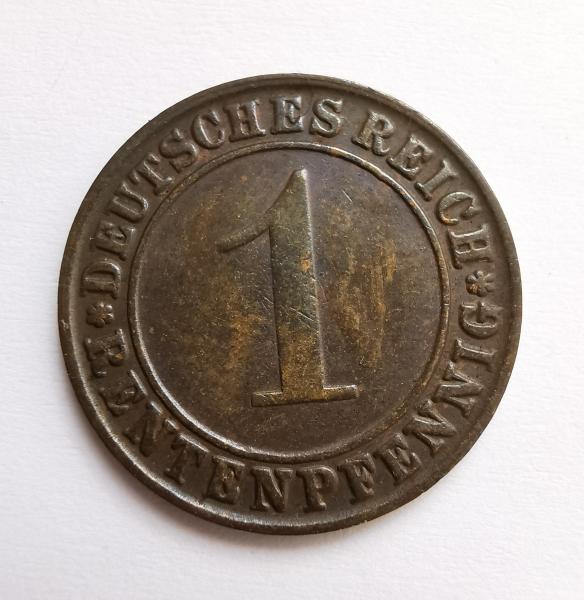 DEUTSCHES REICH
1
*RENTENPFENNIG*